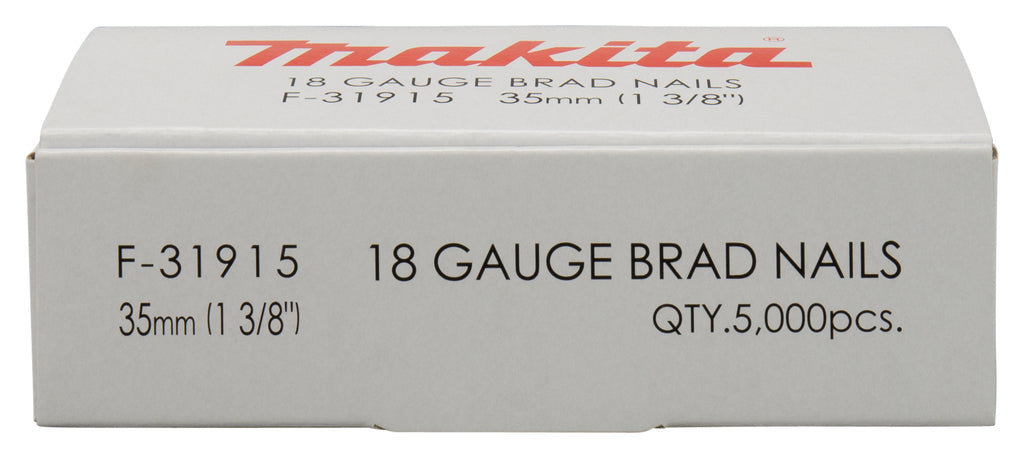 makita®
18 GAUGE BRAD NAILS
F-31915 35mm (1 3/8")
F-31915 18 GAUGE BRAD NAILS
35mm (1 3/8") QTY.5,000pcs.